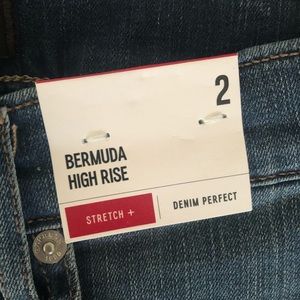 2
BERMUDA
HIGH RISE
STRETCH +
DENIM PERFECT